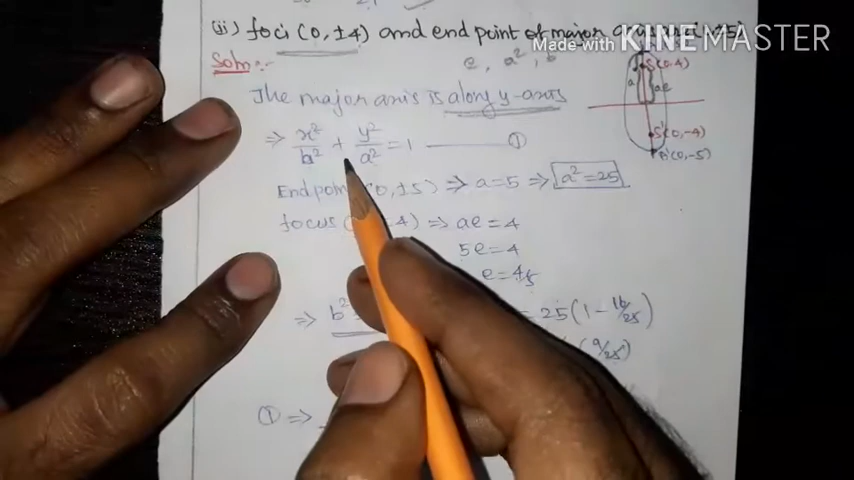 (ii) foci (0, ±4) and end point of major
Made with KINEMASTER
Soln:-
e, a², b
S(0,4)
a
ae
The major axis is along y-axis
S'(0,-4)
B'(0,-5)
⇒ x²/b² + y²/a² = 1 ——— ①
End point (0, ±5) ⇒ a=5 ⇒ a²=25
focus ( 4) ⇒ ae = 4
5e = 4
e = 4/5
⇒ b² = 25(1 - 16/25)
(9/25)
① ⇒